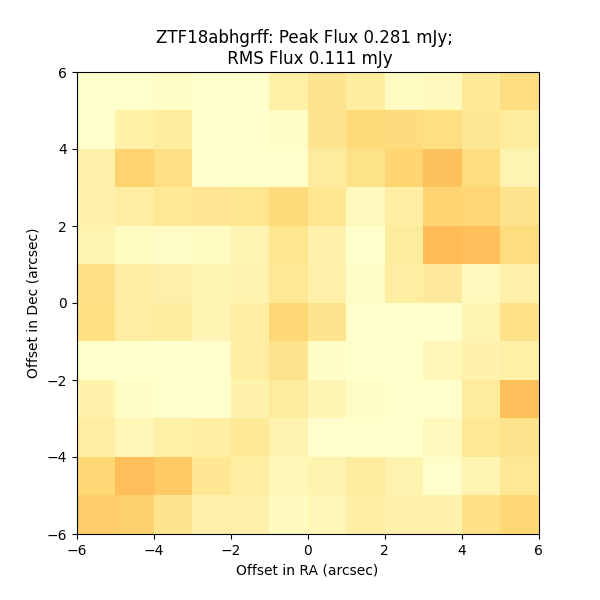 ZTF18abhgrff: Peak Flux 0.281 mJy;
RMS Flux 0.111 mJy
6
4
2
0
−2
−4
−6
Offset in Dec (arcsec)
−6 −4 −2 0 2 4 6
Offset in RA (arcsec)